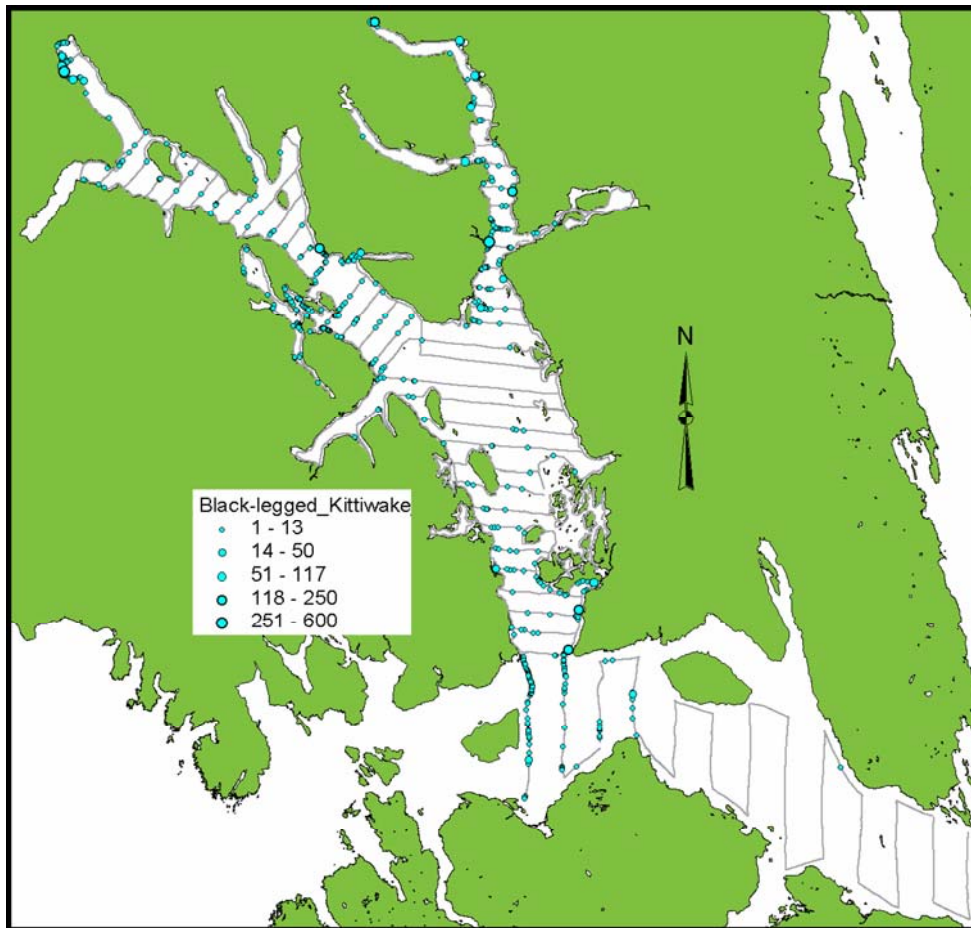 N
Black-legged_Kittiwake
1 - 13
14 - 50
51 - 117
118 - 250
251 - 600